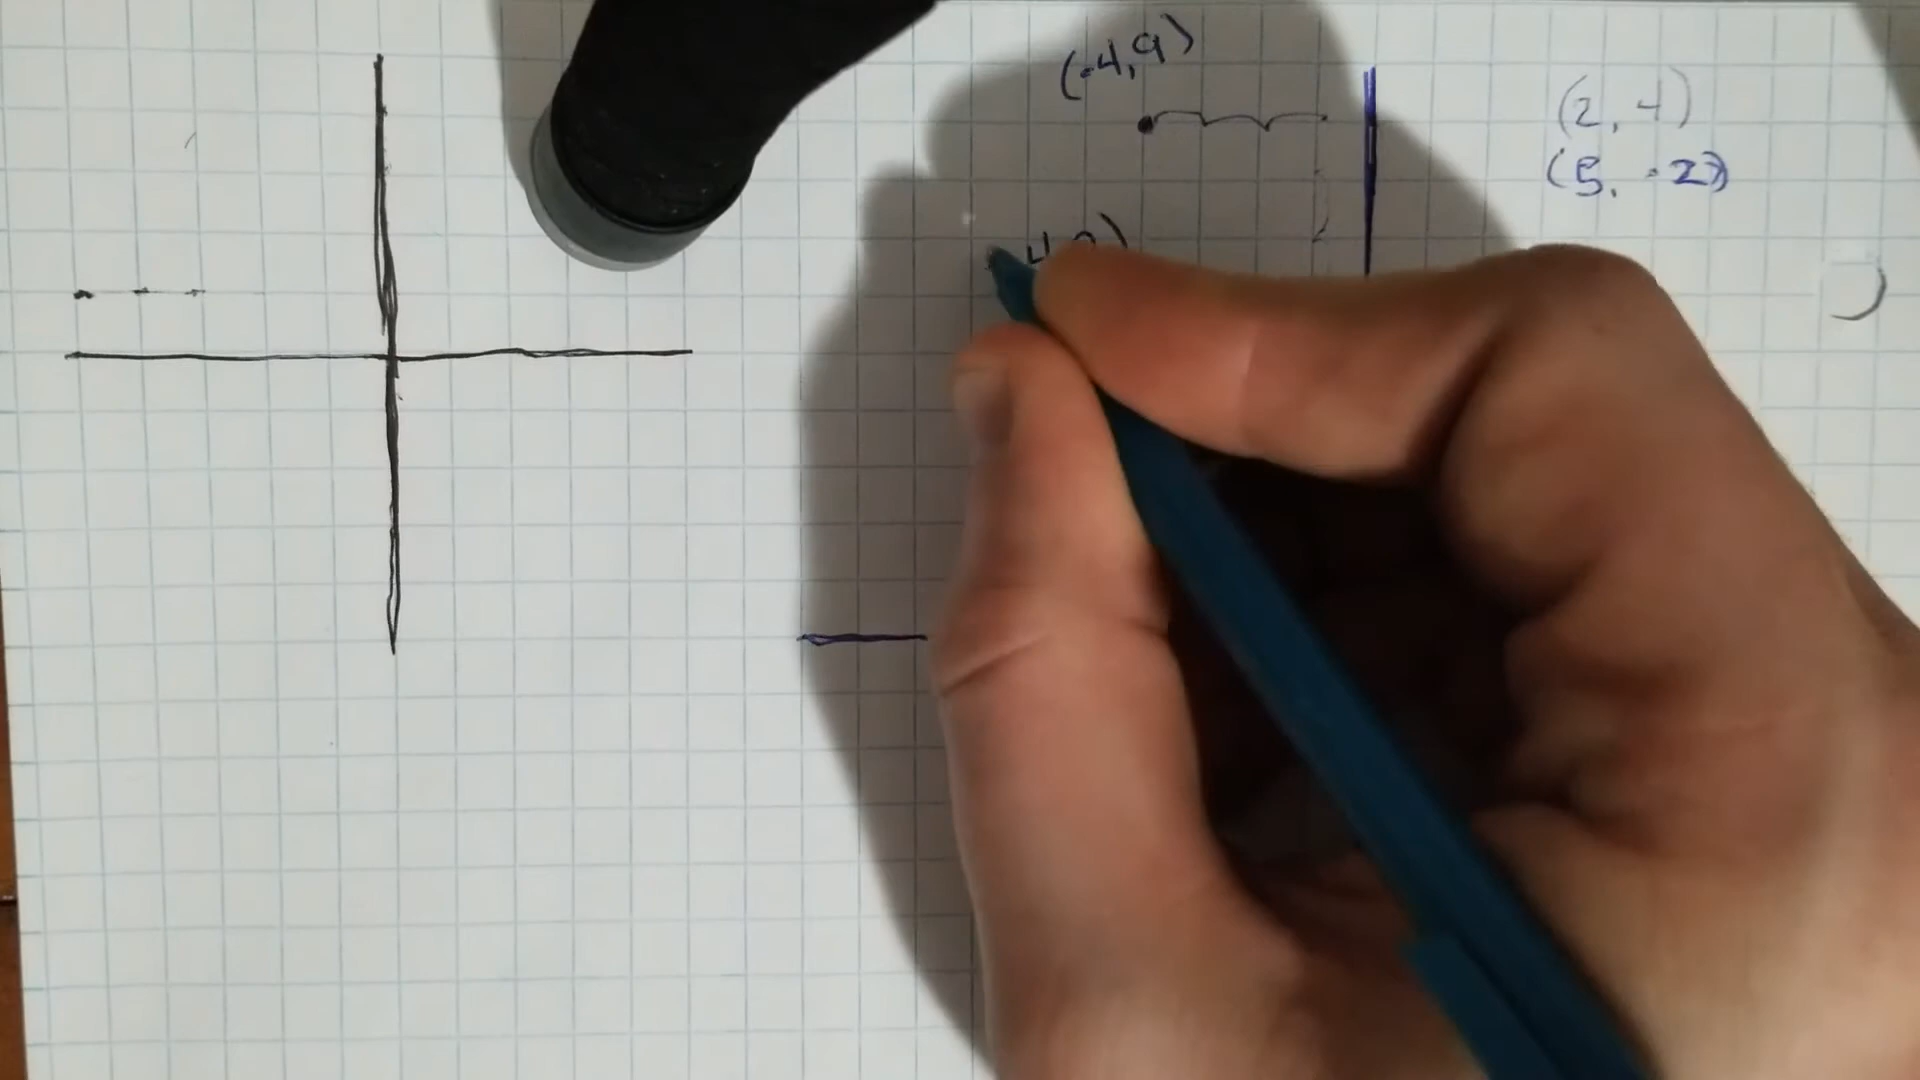 (-4,9)
(2, 4)
(5, -2)